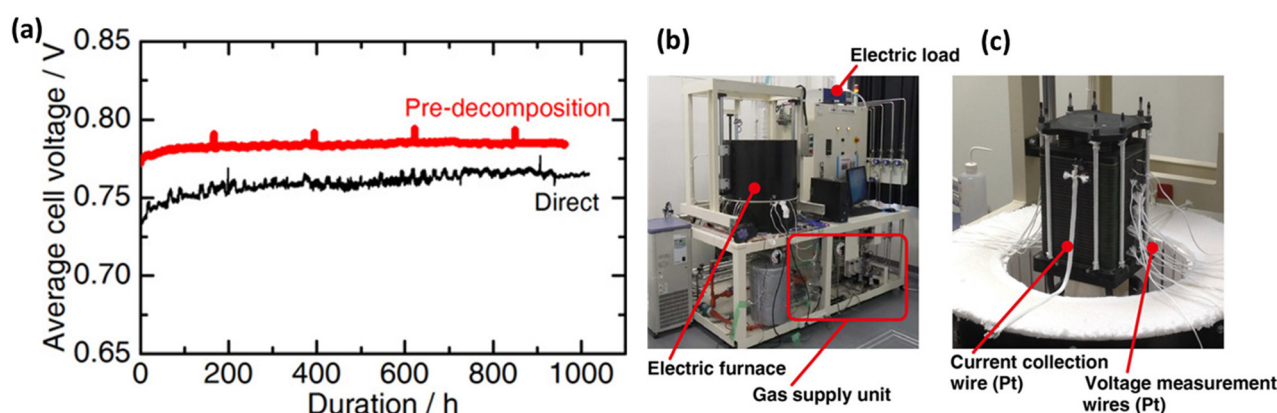 (a)
0.85
0.80
0.75
0.70
0.65
Average cell voltage / V
Pre-decomposition
Direct
0
200
400
600
800
1000
Duration / h
(b)
Electric load
Electric furnace
Gas supply unit
(c)
Current collection
wire (Pt)
Voltage measurement
wires (Pt)